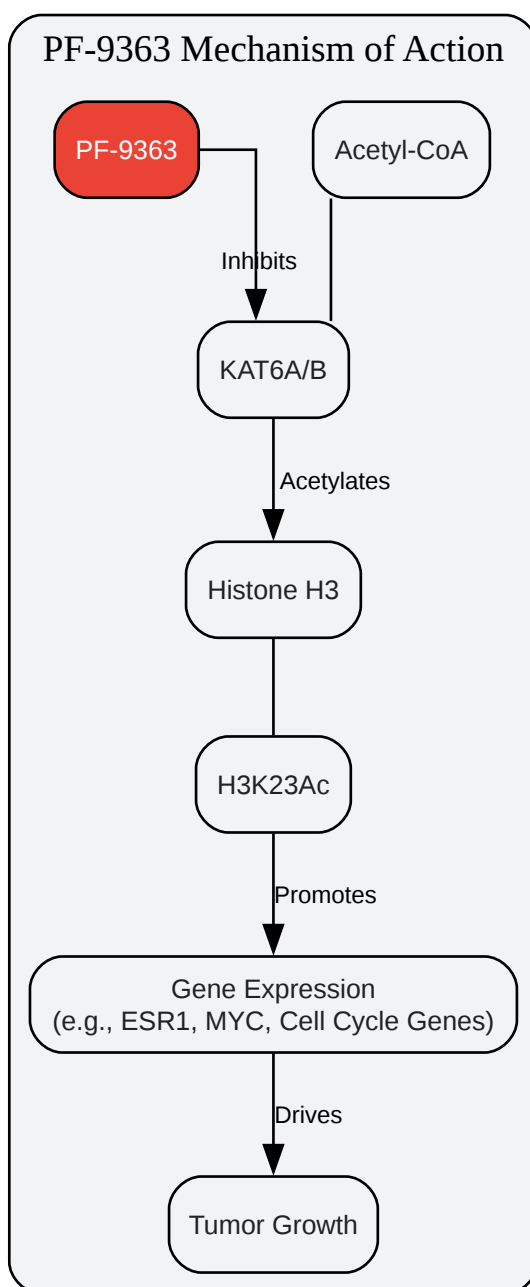 PF-9363 Mechanism of Action
PF-9363
Acetyl-CoA
Inhibits
KAT6A/B
Acetylates
Histone H3
H3K23Ac
Promotes
Gene Expression
(e.g., ESR1, MYC, Cell Cycle Genes)
Drives
Tumor Growth